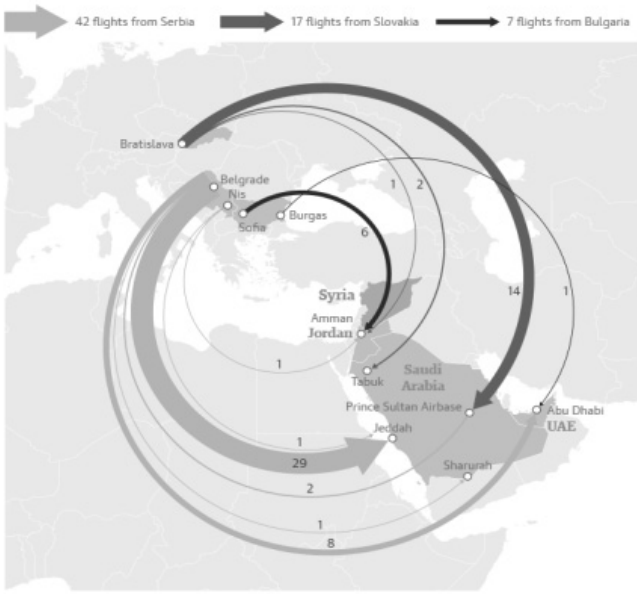 42 flights from Serbia 17 flights from Slovakia 7 flights from Bulgaria
Bratislava
1 2
Belgrade
Nis
Sofia
Burgas
6
Syria
14 1
Amman
Jordan
1
Tabuk
Saudi
Arabia
Prince Sultan Airbase
Abu Dhabi
UAE
Jeddah
1
29
Sharurah
2
1
8